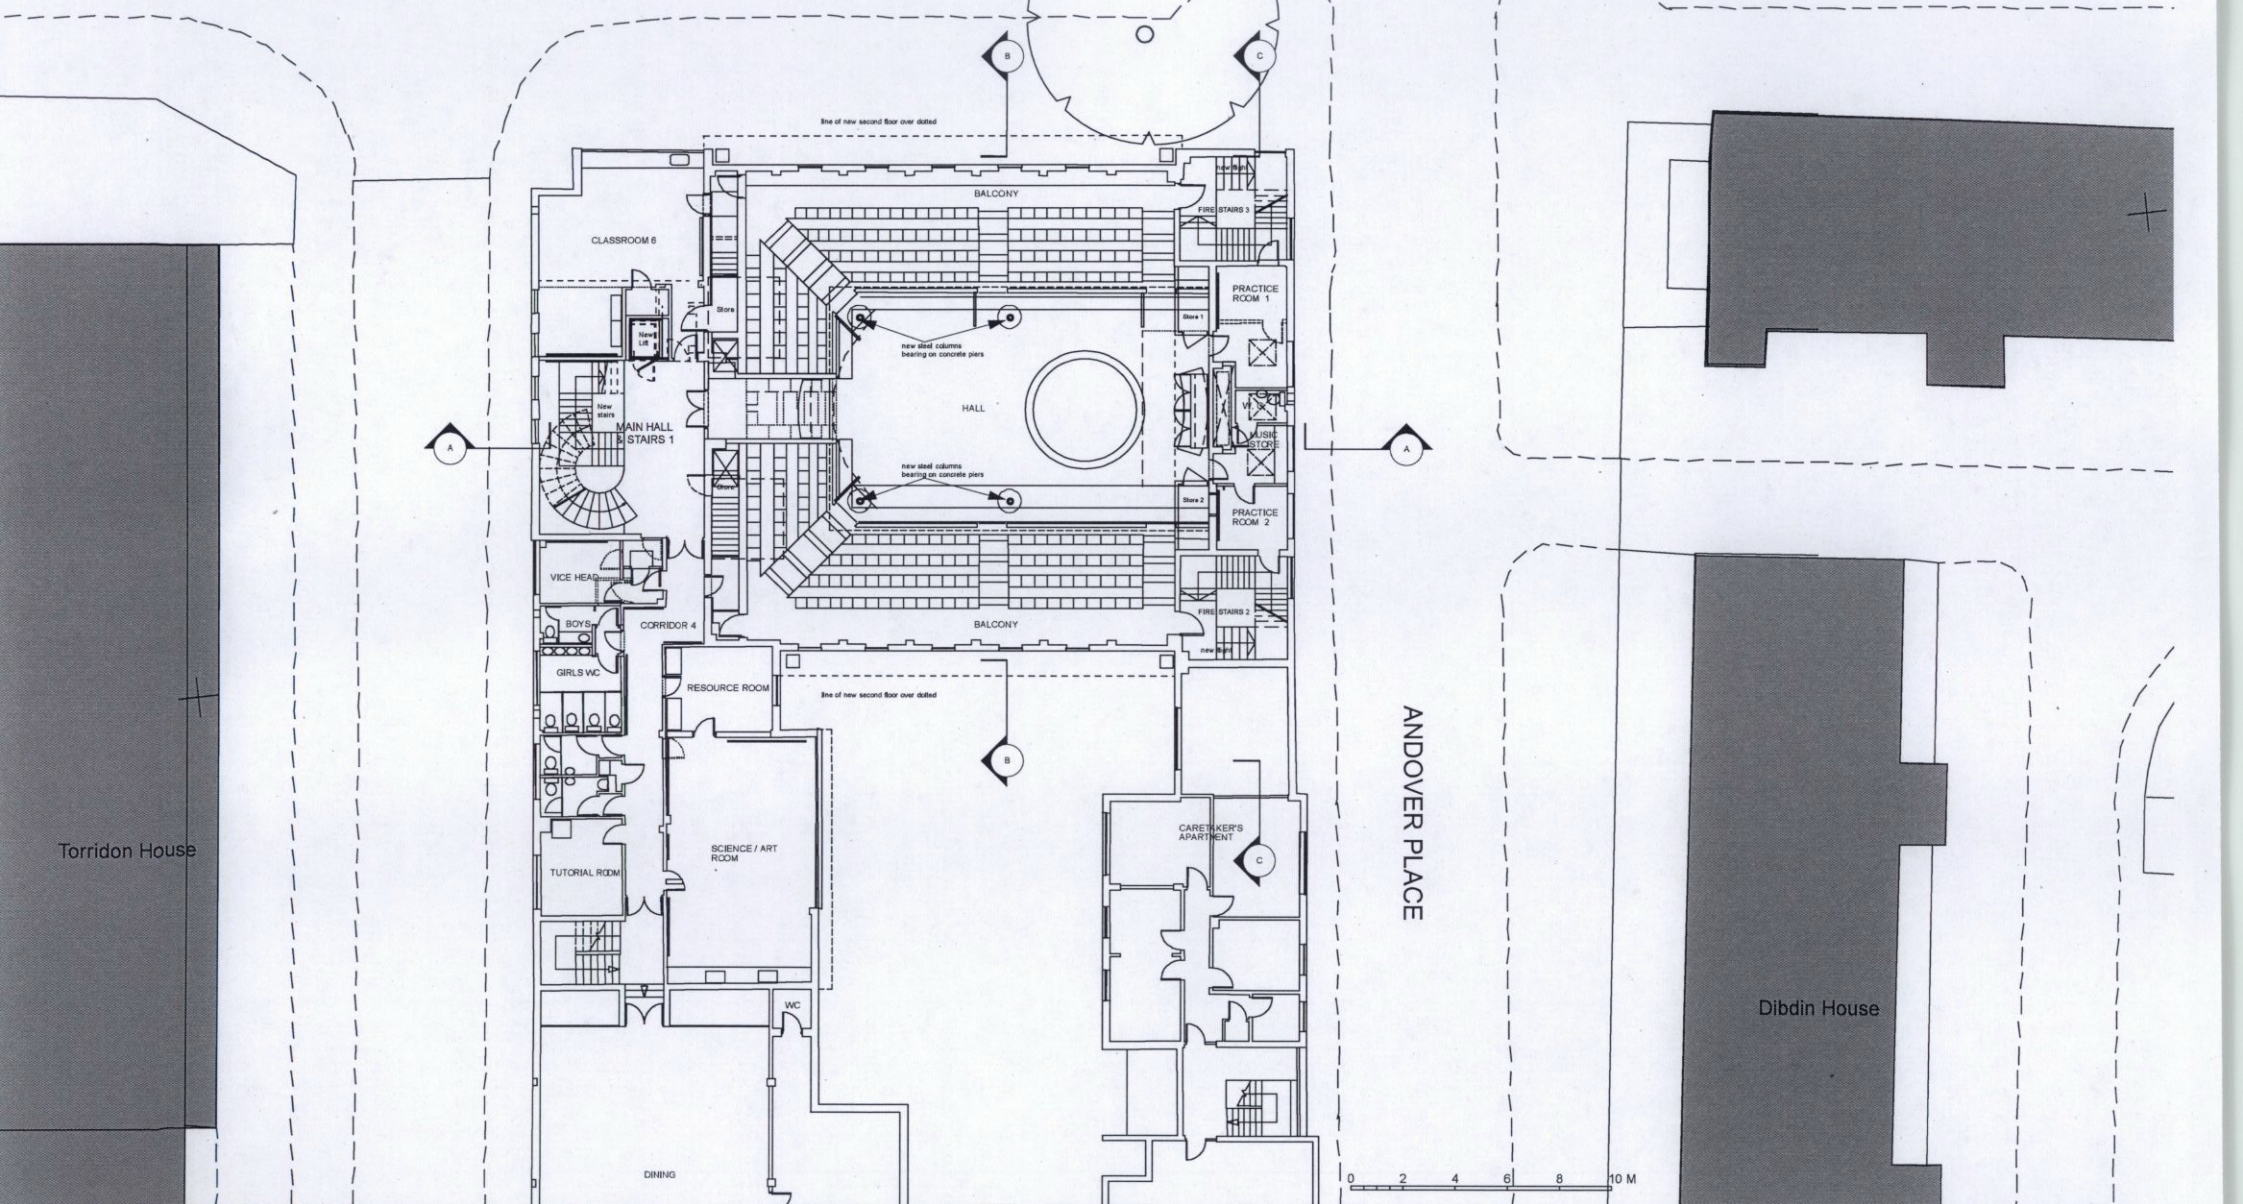 B
C
line of new second floor over dotted
new flight
BALCONY
FIRE STAIRS 3
CLASSROOM 6
PRACTICE
ROOM 1
Store
Store 1
New
Lift
new steel columns
bearing on concrete piers
New
stairs
HALL
W.C.
MAIN HALL
& STAIRS 1
MUSIC
STORE
A
A
new steel columns
bearing on concrete piers
Store
Store 2
PRACTICE
ROOM 2
VICE HEAD
FIRE STAIRS 2
BOYS
CORRIDOR 4
BALCONY
new flight
GIRLS WC
RESOURCE ROOM
line of new second floor over dotted
B
ANDOVER PLACE
CARETAKER'S
APARTMENT
Torridon House
SCIENCE / ART
ROOM
C
TUTORIAL ROOM
WC
Dibdin House
DINING
0 2 4 6 8 10 M